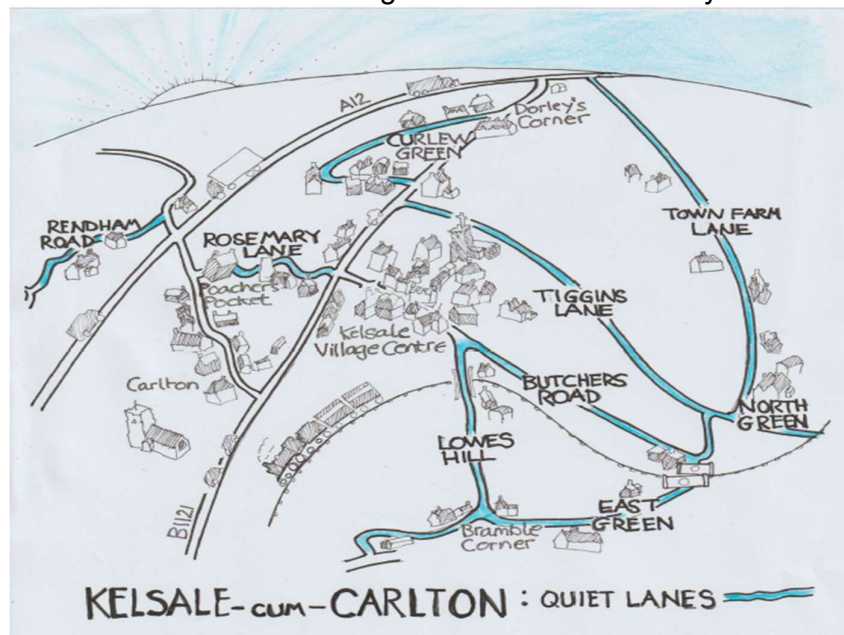 A12
Dorley's
Corner
CURLEW
GREEN
RENDHAM
ROAD
ROSEMARY
LANE
TOWN FARM
LANE
Poachers
Pocket
TIGGINS
LANE
Kelsale
Village Centre
Carlton
BUTCHERS
ROAD
NORTH
GREEN
LOWES
HILL
EAST
GREEN
Bramble
Corner
B1121
KELSALE-CUM-CARLTON : QUIET LANES